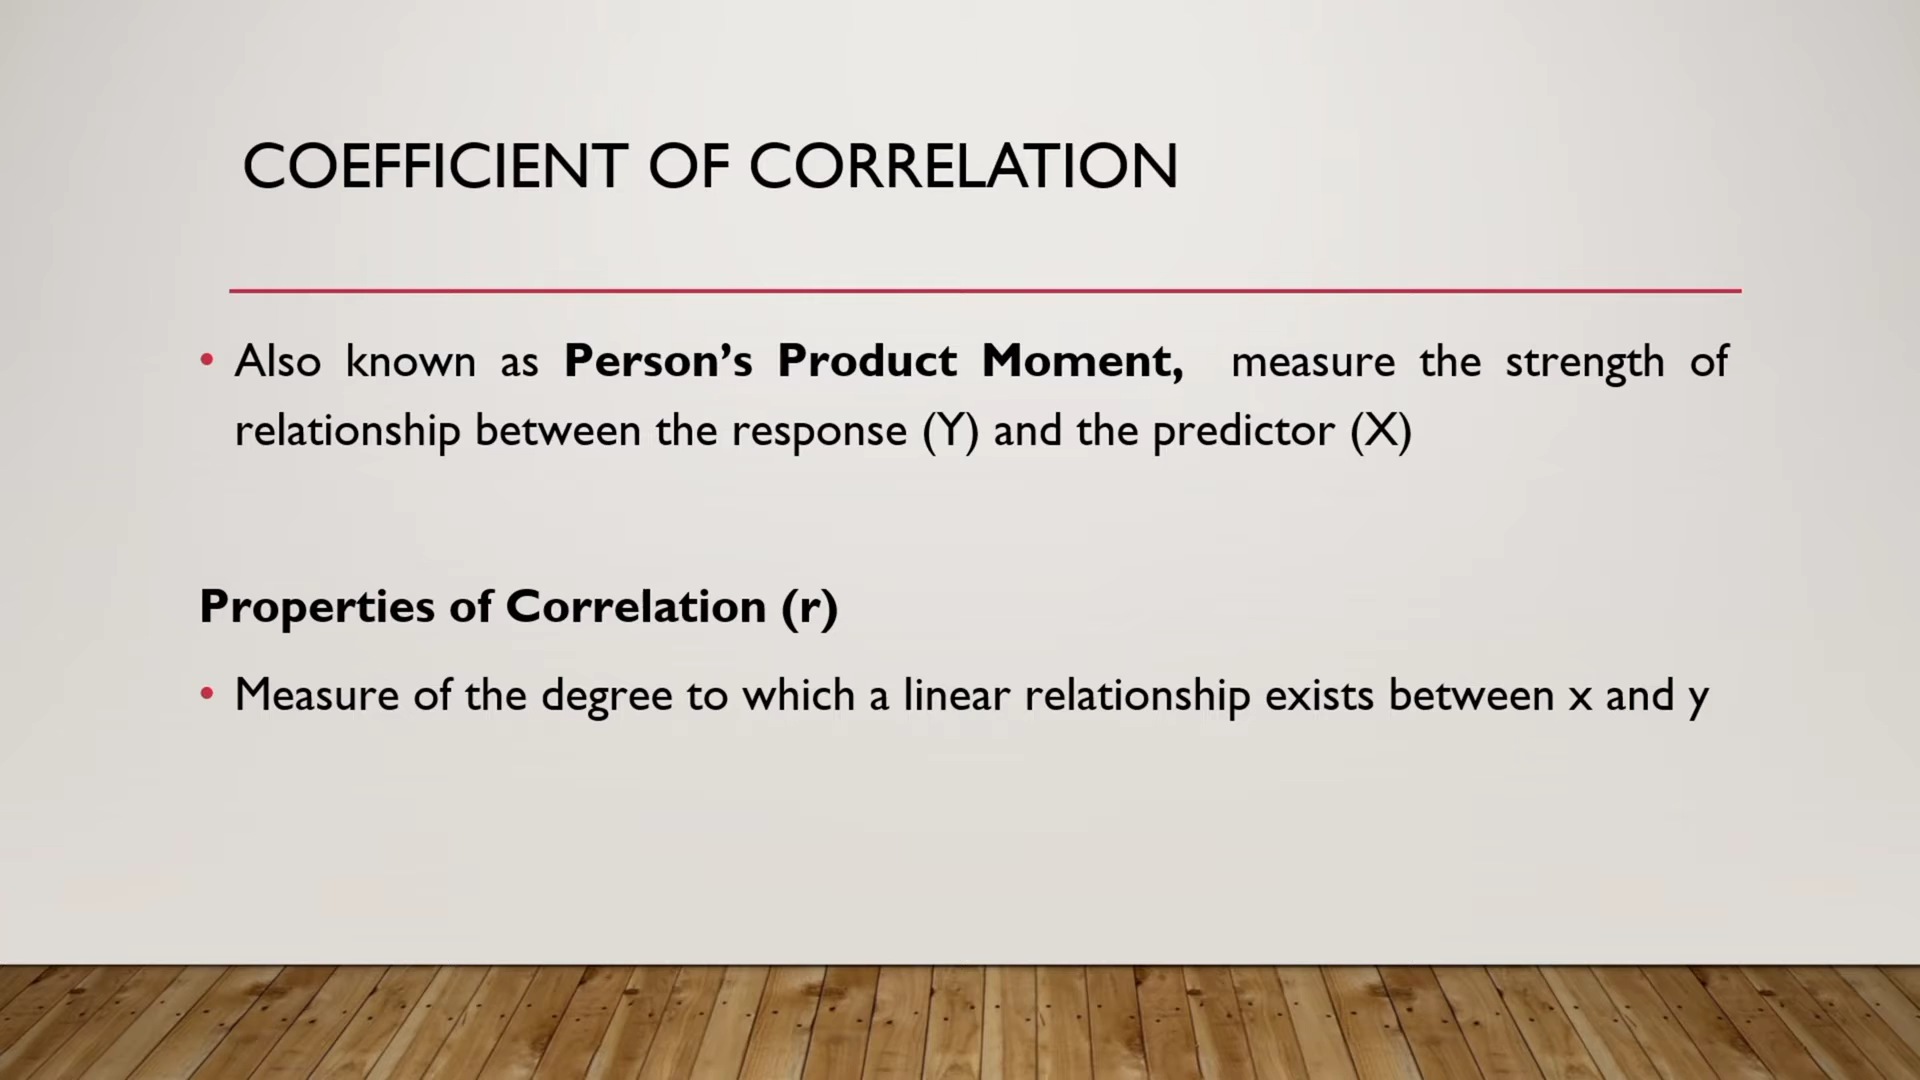 COEFFICIENT OF CORRELATION
• Also known as Person’s Product Moment, measure the strength of
relationship between the response (Y) and the predictor (X)
Properties of Correlation (r)
• Measure of the degree to which a linear relationship exists between x and y